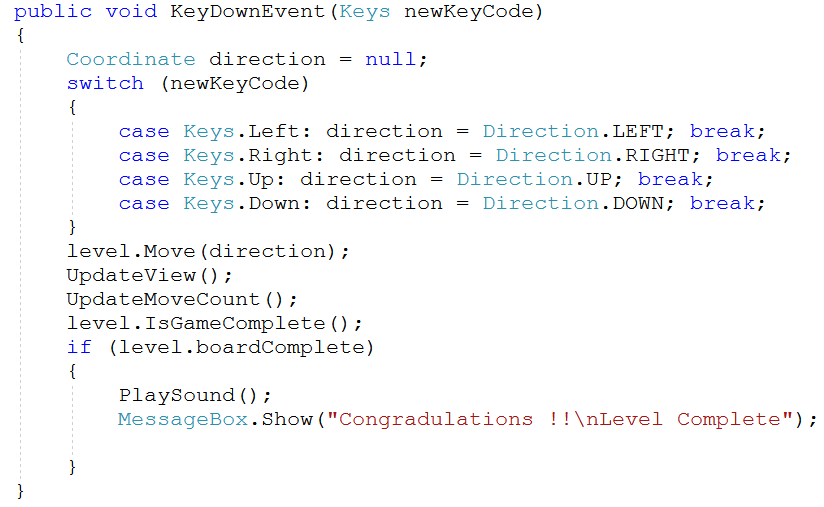 public void KeyDownEvent(Keys newKeyCode)
{
    Coordinate direction = null;
    switch (newKeyCode)
    {
        case Keys.Left: direction = Direction.LEFT; break;
        case Keys.Right: direction = Direction.RIGHT; break;
        case Keys.Up: direction = Direction.UP; break;
        case Keys.Down: direction = Direction.DOWN; break;
    }
    level.Move(direction);
    UpdateView();
    UpdateMoveCount();
    level.IsGameComplete();
    if (level.boardComplete)
    {
        PlaySound();
        MessageBox.Show("Congradulations !!\nLevel Complete");
    }
}